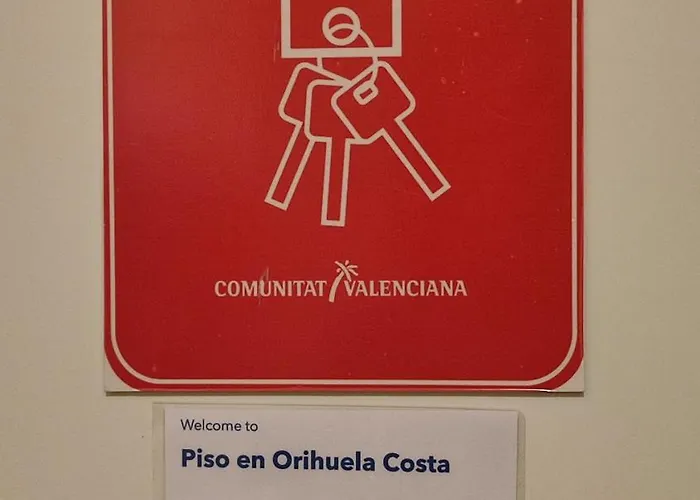 COMUNITAT VALENCIANA
Welcome to
Piso en Orihuela Costa